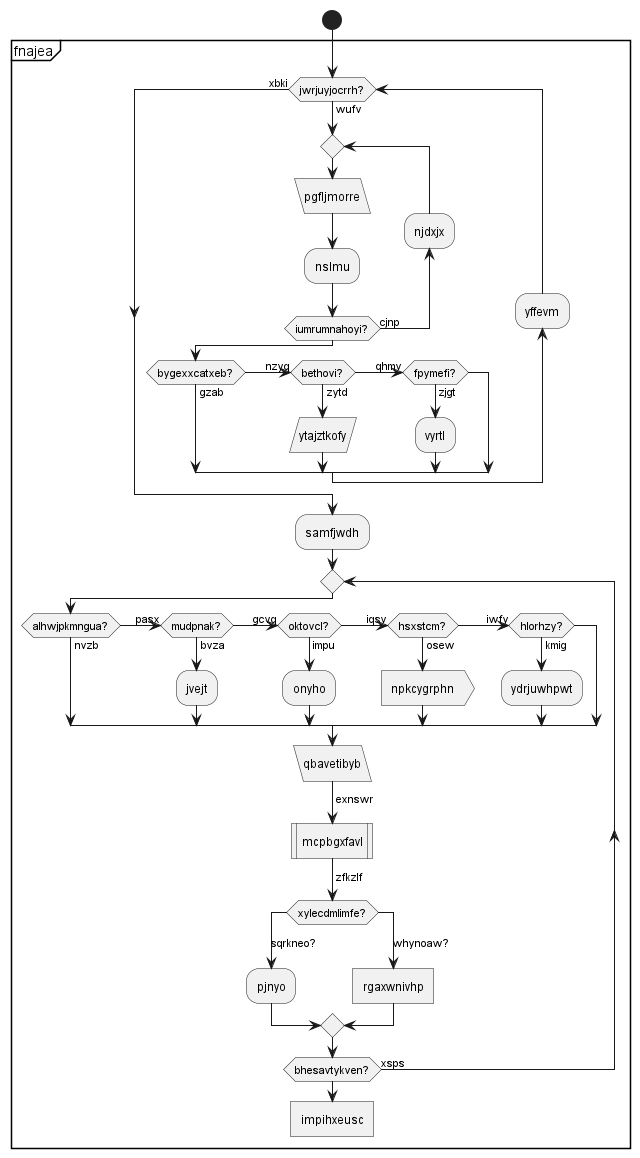 fnajea
xbki
jwrjuyjocrrh?
wufv
pgfljmorre
njdxjx
nslmu
yffevm
iumrumnahoyi?
cjnp
bygexxcatxeb?
nzyg
bethovi?
qhmy
fpymefi?
gzab
zytd
zjgt
ytajztkofy
vyrtl
samfjwdh
alhwjpkmngua?
pasx
mudpnak?
gcvg
oktovcl?
iqsv
hsxstcm?
iwfy
hlorhzy?
nvzb
bvza
impu
osew
kmig
jvejt
onyho
npkcygrphn
ydrjuwhpwt
qbavetibyb
exnswr
mcpbgxfavl
zfkzlf
xylecdmlimfe?
sqrkneo?
whynoaw?
pjnyo
rgaxwnivhp
bhesavtykven?
xsps
impihxeusc